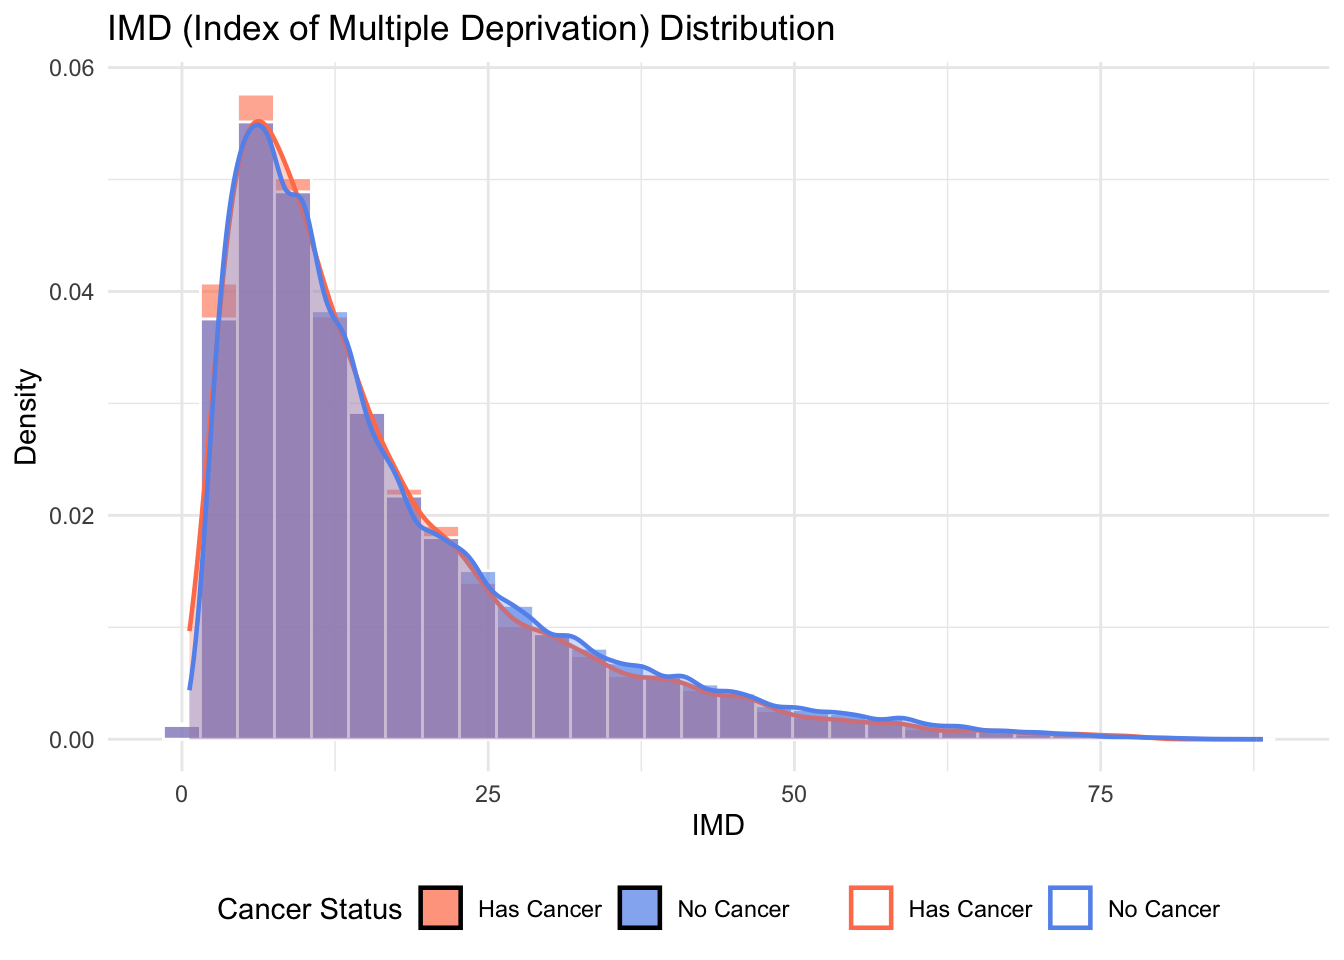 IMD (Index of Multiple Deprivation) Distribution
0.06
0.04
0.02
0.00
Density
0 25 50 75
IMD
Cancer Status Has Cancer No Cancer Has Cancer No Cancer